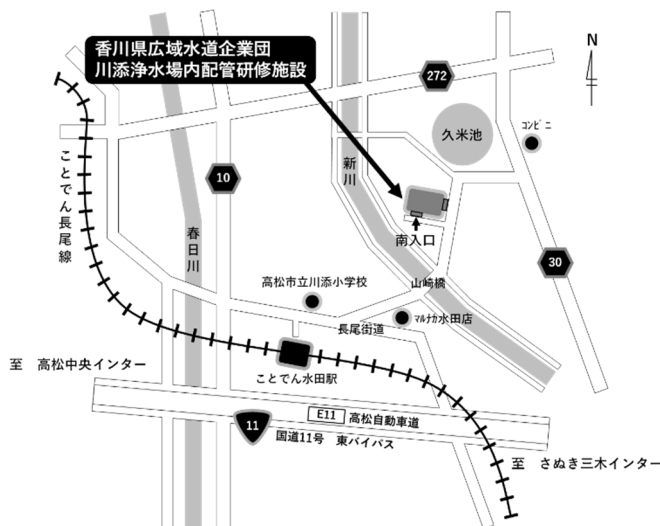 香川県広域水道企業団
川添浄水場内配管研修施設
N
272
久米池
コンビニ
ことでん長尾線
10
新川
春日川
南入口
30
山崎橋
高松市立川添小学校
マルナカ水田店
長尾街道
至　高松中央インター
ことでん水田駅
E11 高松自動車道
11
国道11号　東バイパス
至　さぬき三木インター